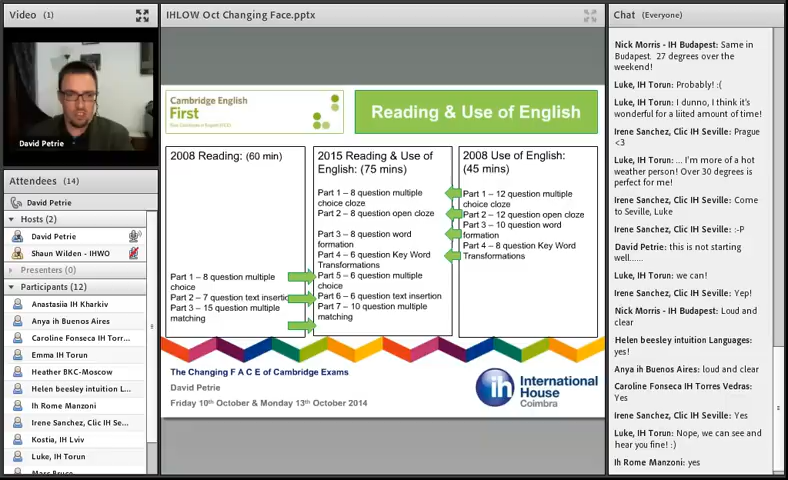 Video (1)
David Petrie
Attendees (14)
David Petrie
Hosts (2)
David Petrie
Shaun Wilden - IHWO
Presenters (0)
Participants (12)
Anastasia IH Kharkiv
Anya ih Buenos Aires
Caroline Fonseca IH Torr...
Emma IH Torun
Heather BKC-Moscow
Helen beesley intuition L...
Ih Rome Manzoni
Irene Sanchez, Clic IH Se...
Kostia, IH Lviv
Luke, IH Torun
Marc Bruce
IHLOW Oct Changing Face.pptx
Cambridge English
First
Reading & Use of English
2008 Reading: (60 min)
Part 1 – 8 question multiple
choice
Part 2 – 7 question text insertion
Part 3 – 15 question multiple
matching
2015 Reading & Use of
English: (75 mins)
Part 1 – 8 question multiple
choice cloze
Part 2 – 8 question open cloze
Part 3 – 8 question word
formation
Part 4 – 6 question Key Word
Transformations
Part 5 – 6 question multiple
choice
Part 6 – 6 question text insertion
Part 7 – 10 question multiple
matching
2008 Use of English:
(45 mins)
Part 1 – 12 question multiple
choice cloze
Part 2 – 12 question open cloze
Part 3 – 10 question word
formation
Part 4 – 8 question Key Word
Transformations
The Changing F A C E of Cambridge Exams
David Petrie
Friday 10th October & Monday 13th October 2014
International
House
Coimbra
Chat (Everyone)
Nick Morris - IH Budapest: Same in
Budapest. 27 degrees over the
weekend!
Luke, IH Torun: Probably! :(
Luke, IH Torun: I dunno, I think it's
wonderful for a liited amount of time!
Irene Sanchez, Clic IH Seville: Prague
<3
Luke, IH Torun: ... I'm more of a hot
weather person! Over 30 degrees is
perfect for me!
Irene Sanchez, Clic IH Seville: Come
to Seville, Luke
Irene Sanchez, Clic IH Seville: :-P
David Petrie: this is not starting
well......
Luke, IH Torun: we can!
Irene Sanchez, Clic IH Seville: Yep!
Nick Morris - IH Budapest: Loud and
clear
Helen beesley intuition Languages:
yes!
Anya ih Buenos Aires: loud and clear
Caroline Fonseca IH Torres Vedras:
Yes
Irene Sanchez, Clic IH Seville: Yes
Luke, IH Torun: Nope, we can see and
hear you fine! :)
Ih Rome Manzoni: yes